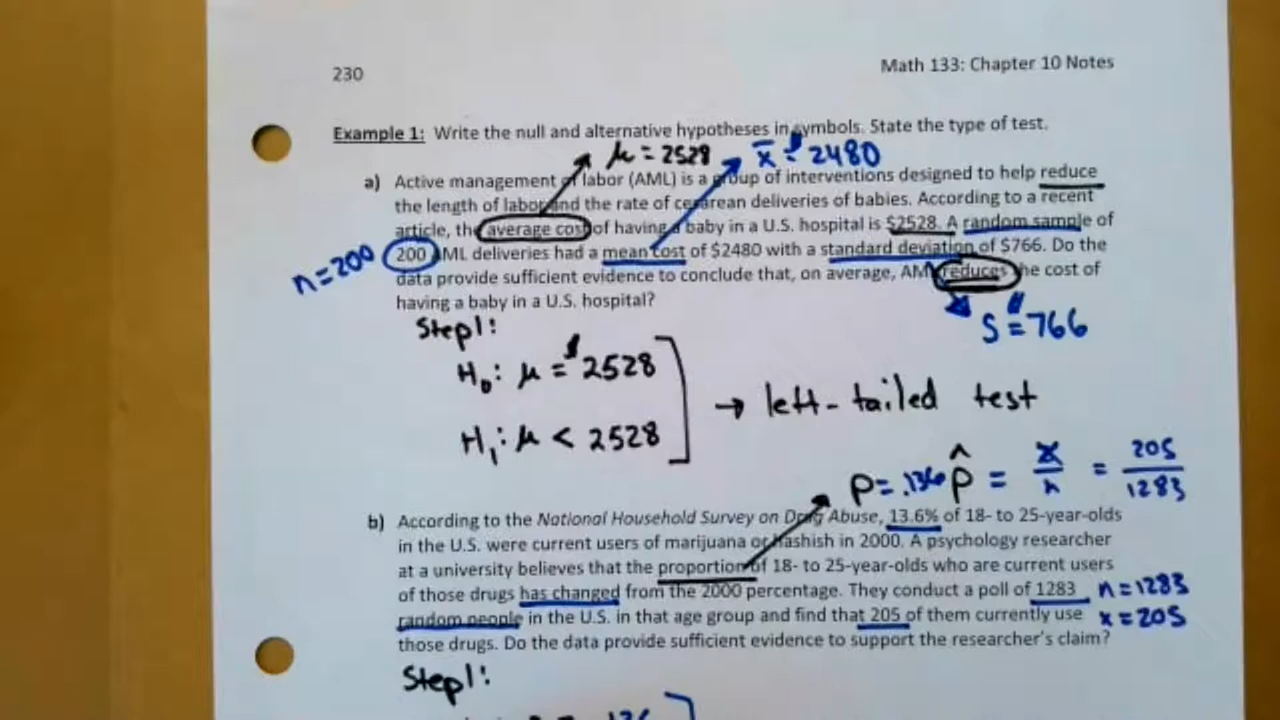 230
Math 133: Chapter 10 Notes
Example 1: Write the null and alternative hypotheses in symbols. State the type of test.
μ = 2528
x̄ = $2480
a) Active management of labor (AML) is a group of interventions designed to help reduce
the length of labor and the rate of cesarean deliveries of babies. According to a recent
article, the average cost of having a baby in a U.S. hospital is $2528. A random sample of
200 AML deliveries had a mean cost of $2480 with a standard deviation of $766. Do the
n=200
data provide sufficient evidence to conclude that, on average, AML reduces the cost of
having a baby in a U.S. hospital?
S = $766
Step1:
H₀: μ = $2528
→ left-tailed test
H₁: μ < 2528
p=.136
p̂ = x/n = 205/1283
b) According to the National Household Survey on Drug Abuse, 13.6% of 18- to 25-year-olds
in the U.S. were current users of marijuana or hashish in 2000. A psychology researcher
at a university believes that the proportion of 18- to 25-year-olds who are current users
of those drugs has changed from the 2000 percentage. They conduct a poll of 1283
n=1283
random people in the U.S. in that age group and find that 205 of them currently use
x=205
those drugs. Do the data provide sufficient evidence to support the researcher's claim?
Step1: